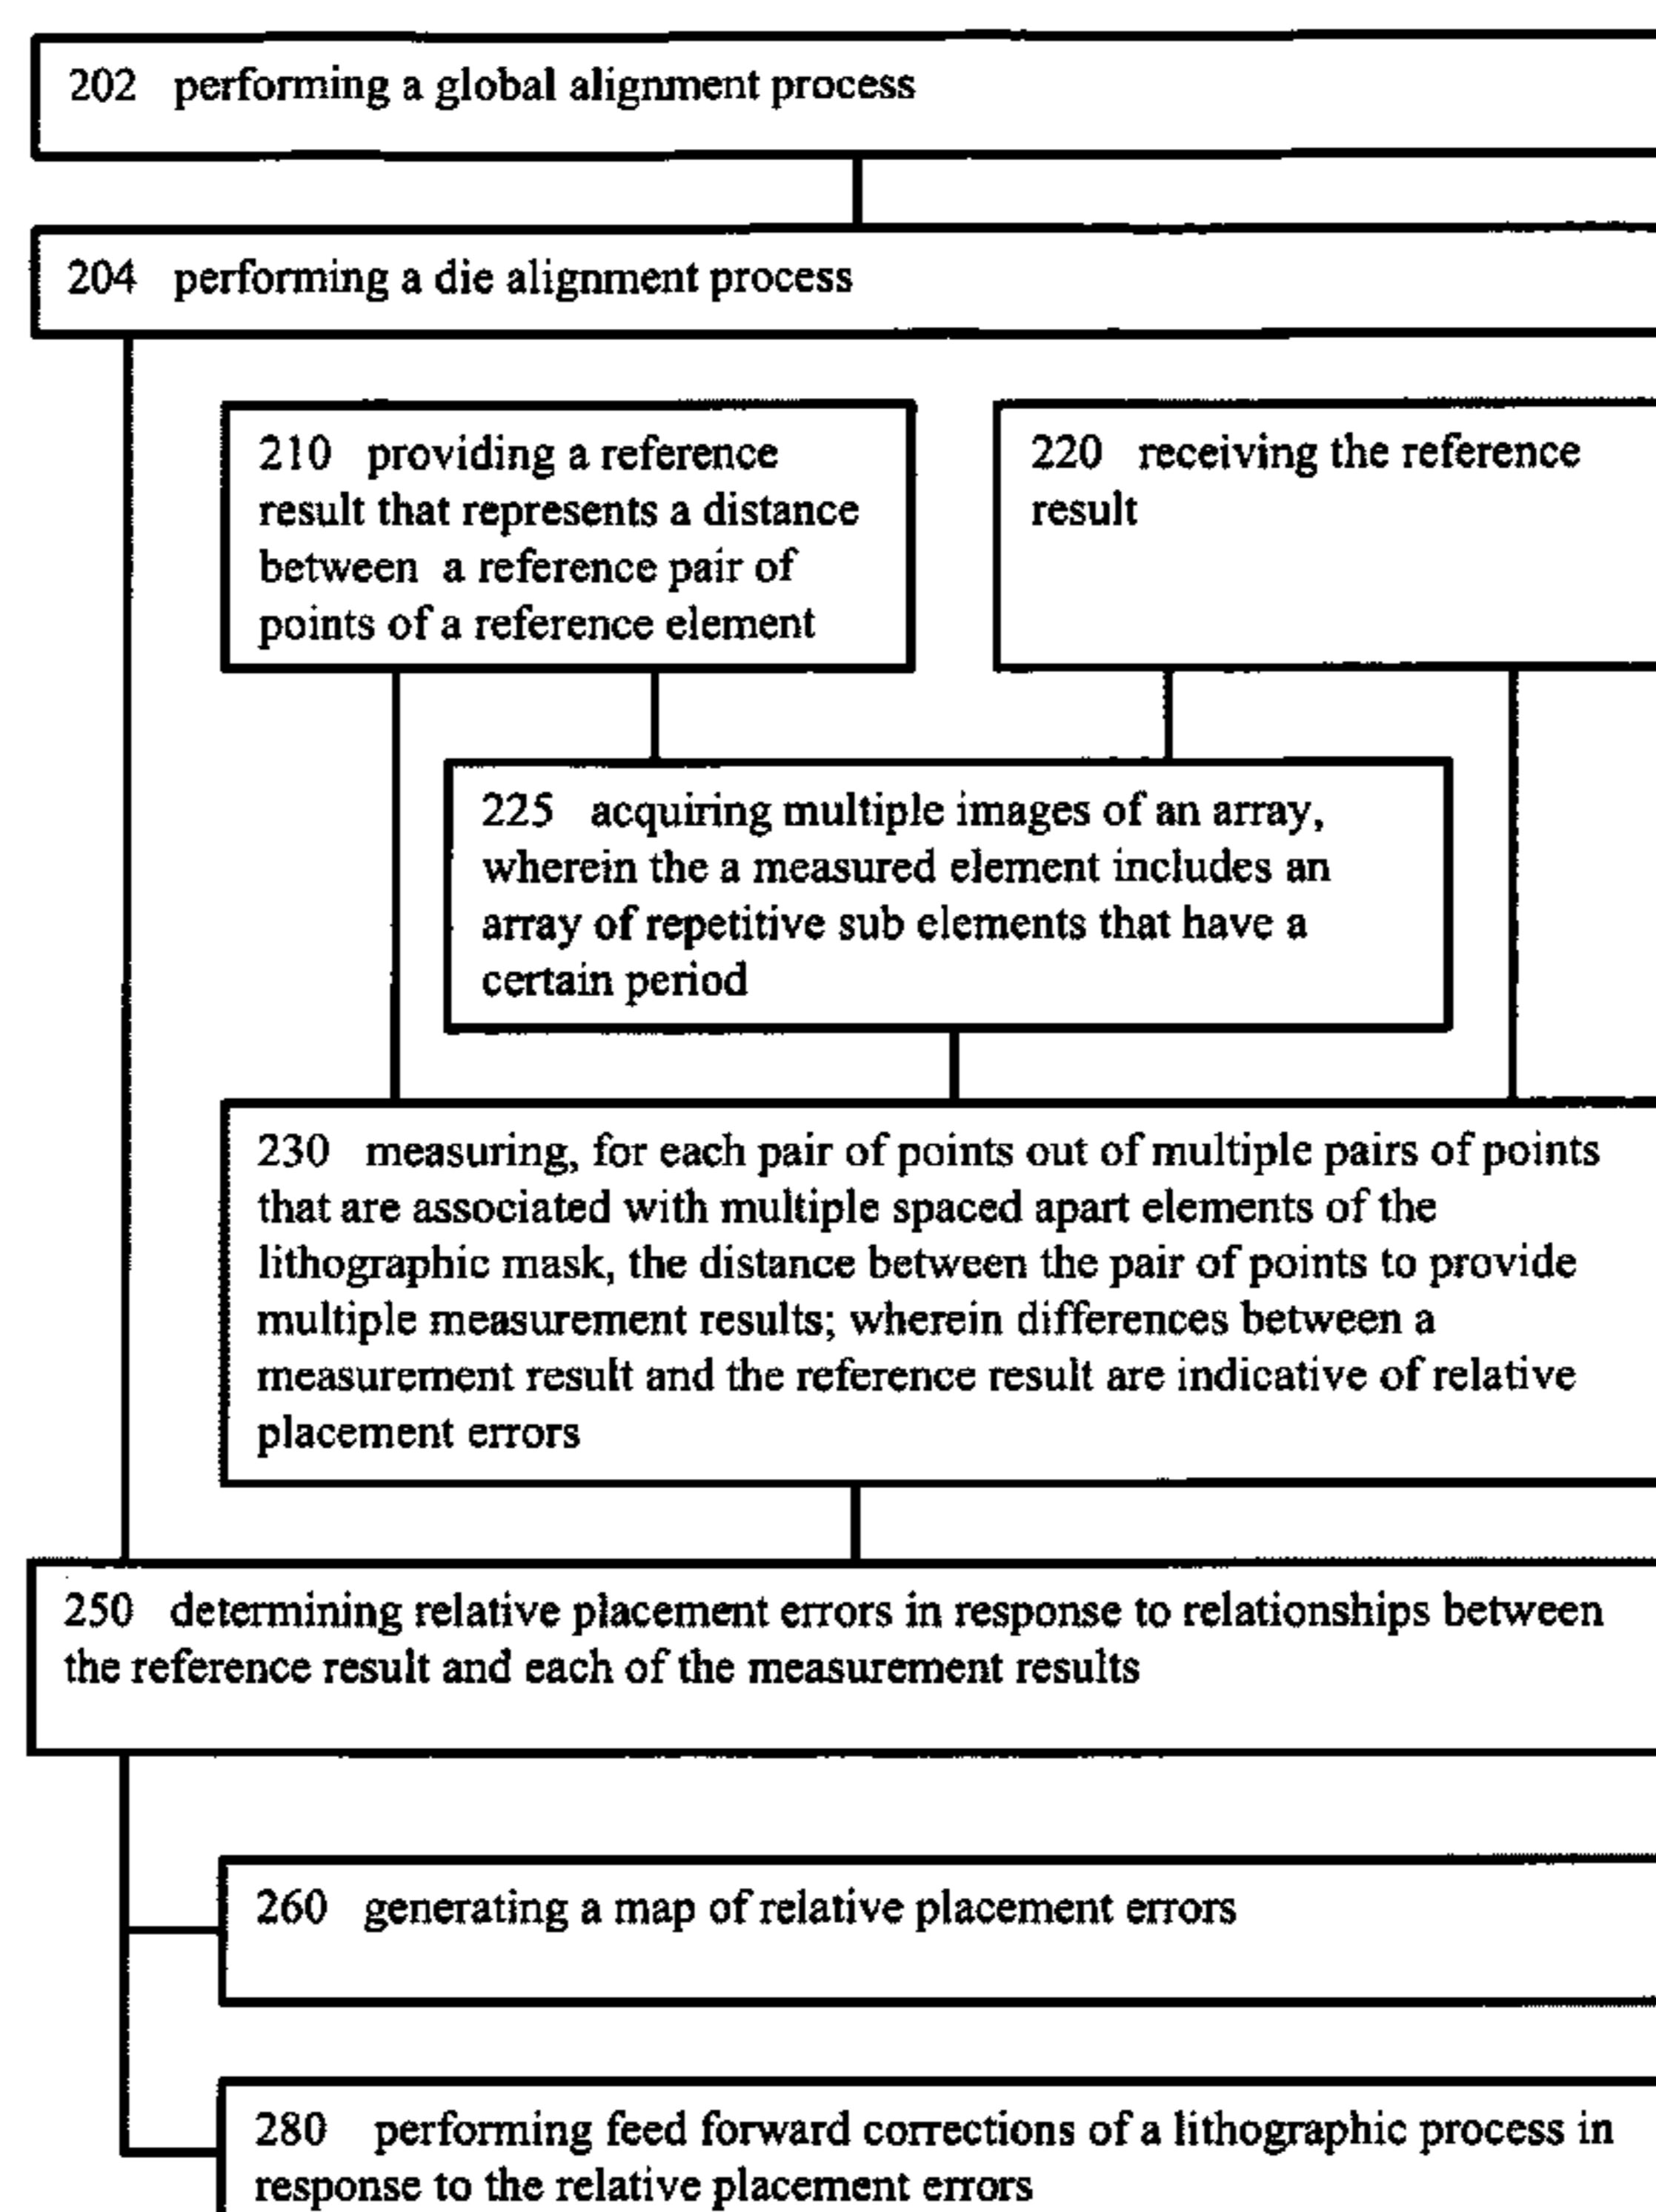 202 performing a global alignment process
204 performing a die alignment process
210 providing a reference
result that represents a distance
between a reference pair of
points of a reference element
220 receiving the reference
result
225 acquiring multiple images of an array,
wherein the a measured element includes an
array of repetitive sub elements that have a
certain period
230 measuring, for each pair of points out of multiple pairs of points
that are associated with multiple spaced apart elements of the
lithographic mask, the distance between the pair of points to provide
multiple measurement results; wherein differences between a
measurement result and the reference result are indicative of relative
placement errors
250 determining relative placement errors in response to relationships between
the reference result and each of the measurement results
260 generating a map of relative placement errors
280 performing feed forward corrections of a lithographic process in
response to the relative placement errors